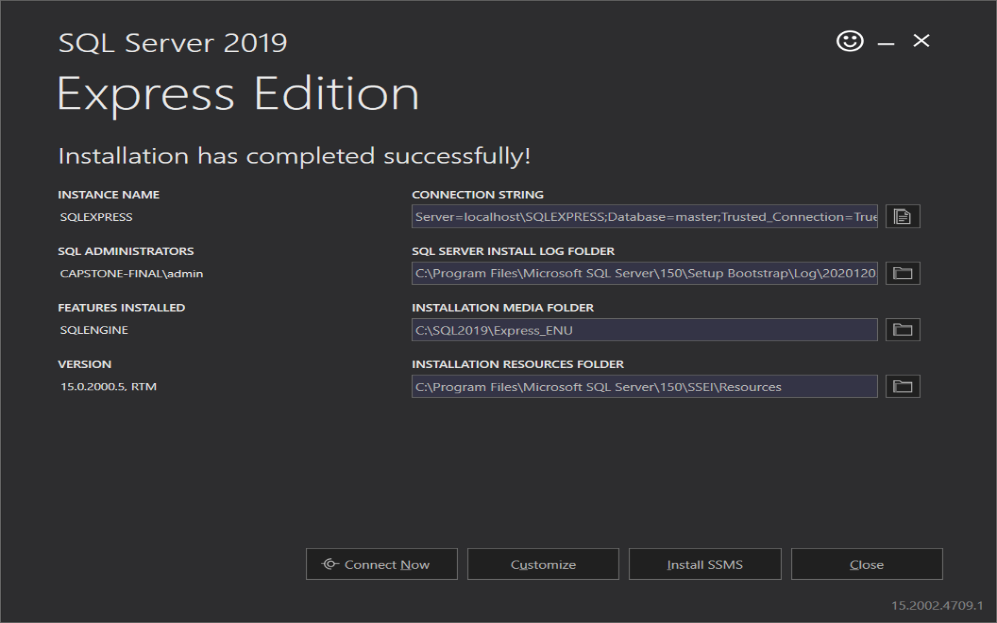 SQL Server 2019
Express Edition
Installation has completed successfully!
INSTANCE NAME
SQLEXPRESS
CONNECTION STRING
Server=localhost\SQLEXPRESS;Database=master;Trusted_Connection=True
SQL ADMINISTRATORS
CAPSTONE-FINAL\admin
SQL SERVER INSTALL LOG FOLDER
C:\Program Files\Microsoft SQL Server\150\Setup Bootstrap\Log\2020120
FEATURES INSTALLED
SQLENGINE
INSTALLATION MEDIA FOLDER
C:\SQL2019\Express_ENU
VERSION
15.0.2000.5, RTM
INSTALLATION RESOURCES FOLDER
C:\Program Files\Microsoft SQL Server\150\SSEI\Resources
Connect Now
Customize
Install SSMS
Close
15.2002.4709.1